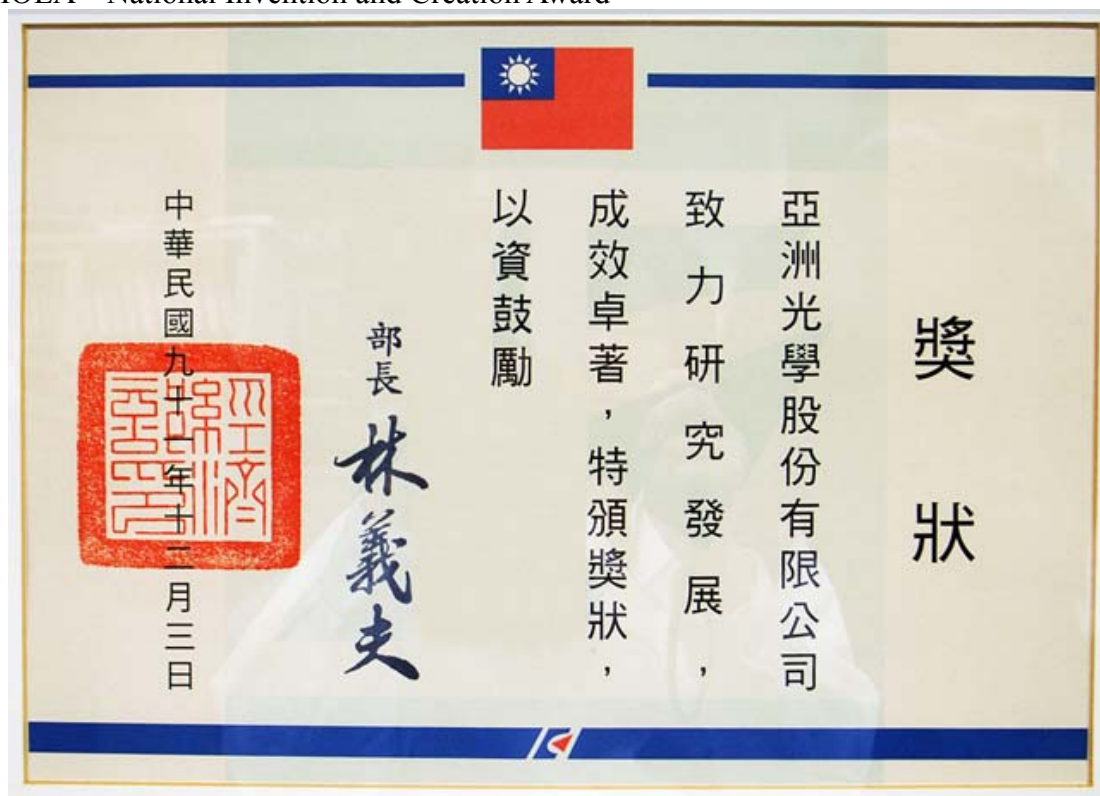 National Invention and Creation Award
獎狀
亞洲光學股份有限公司
致力研究發展，
成效卓著，特頒獎狀，
以資鼓勵
部長 林義夫
中華民國九十一年十二月三日